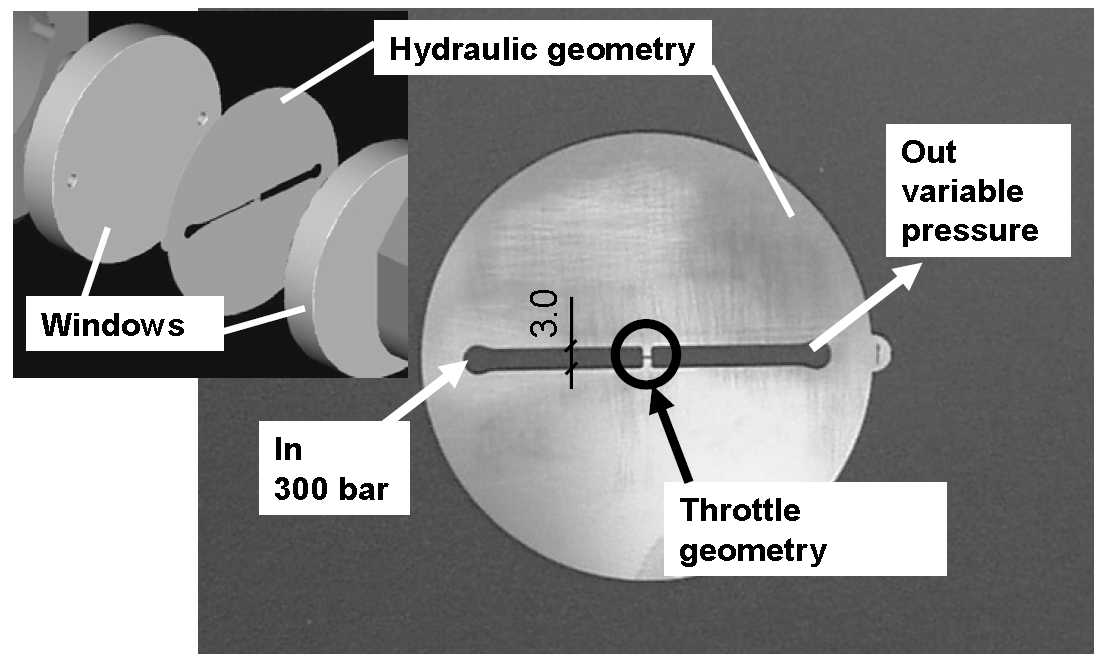 Hydraulic geometry
Out
variable
pressure
Windows
3.0
In
300 bar
Throttle
geometry